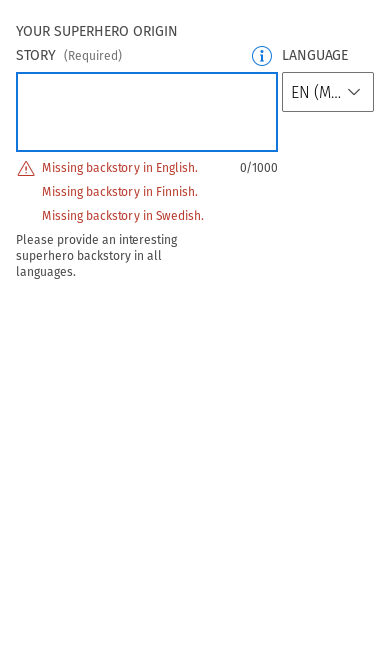 YOUR SUPERHERO ORIGIN
STORY (Required)
LANGUAGE
EN (M...
Missing backstory in English.
0/1000
Missing backstory in Finnish.
Missing backstory in Swedish.
Please provide an interesting
superhero backstory in all
languages.